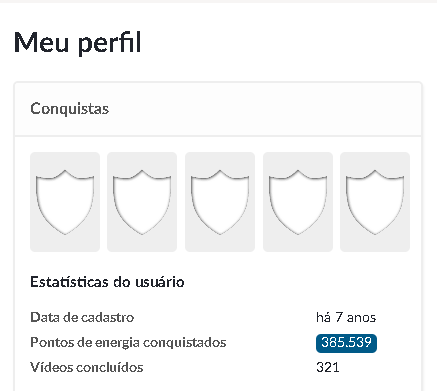 Meu perfil
Conquistas
Estatísticas do usuário
Data de cadastro há 7 anos
Pontos de energia conquistados 385.539
Vídeos concluídos 321